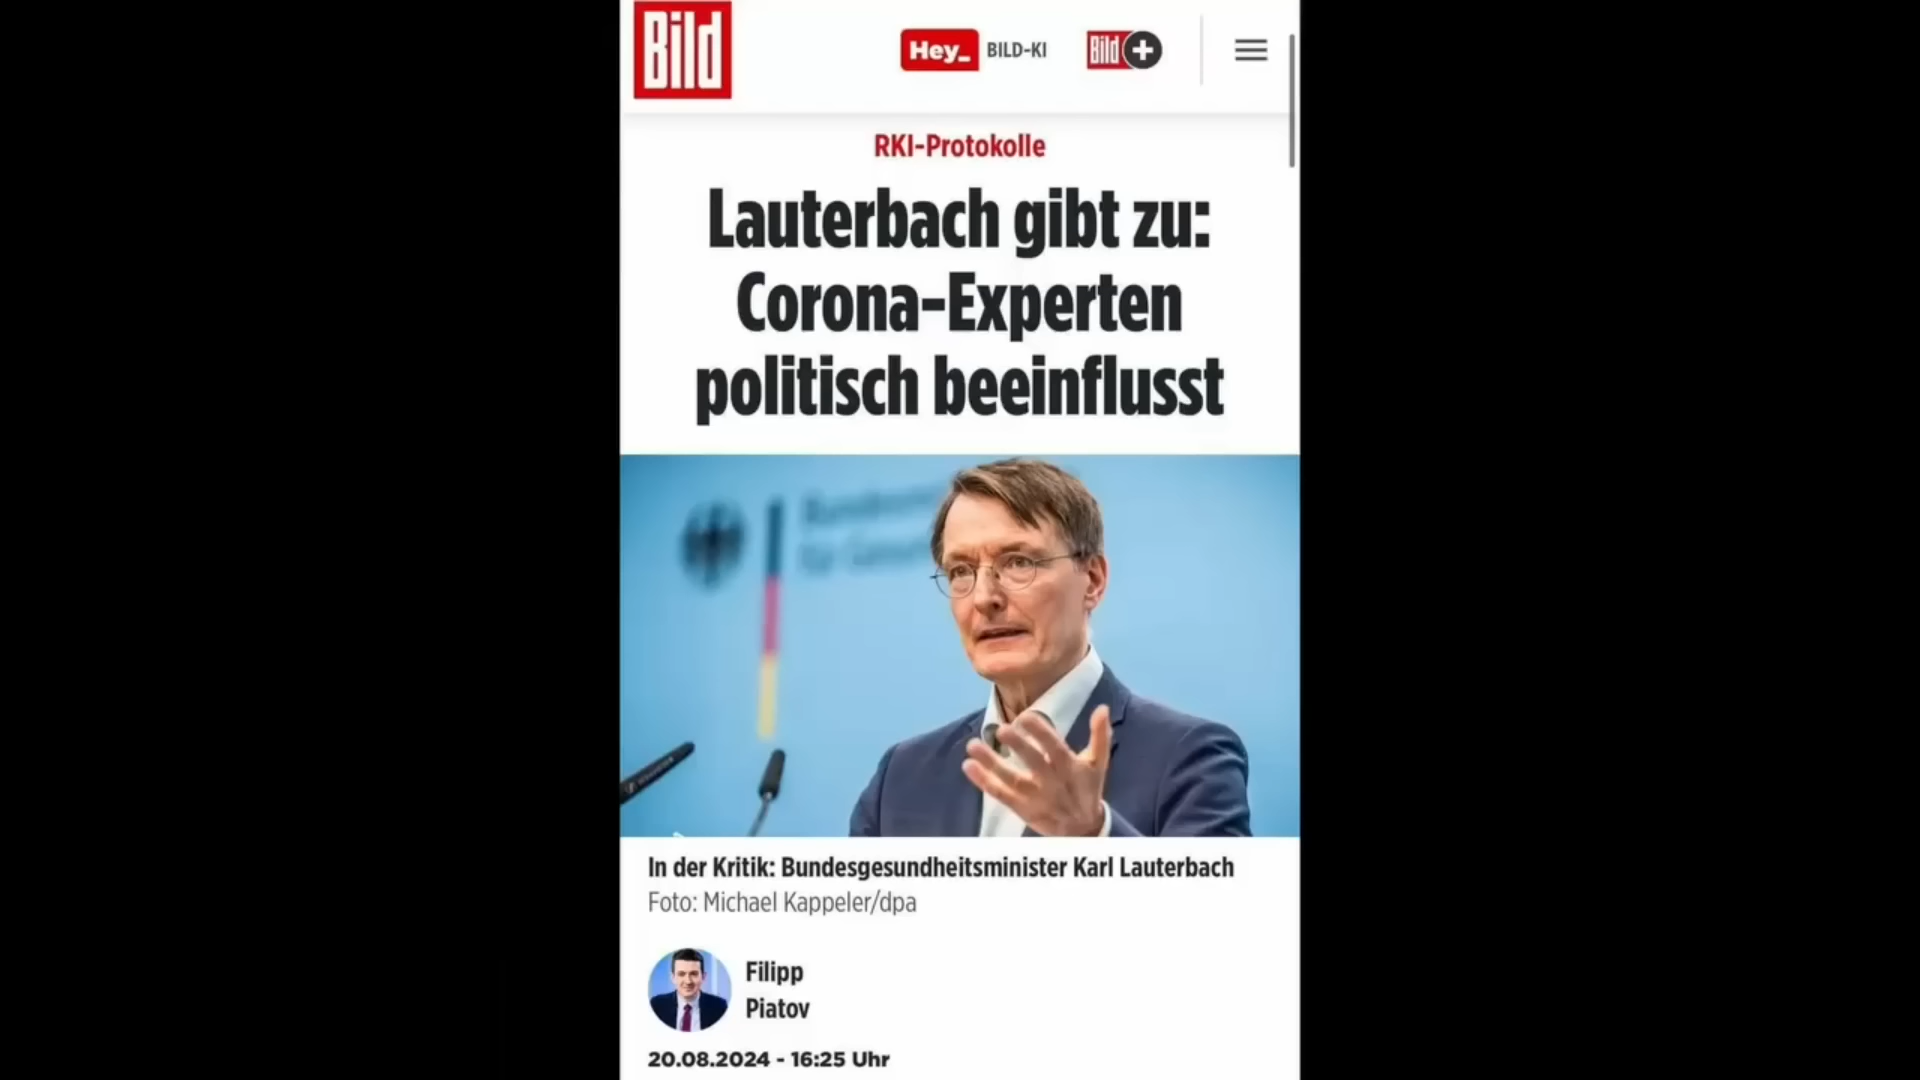 Bild
Hey_ BILD-KI Bild+
RKI-Protokolle
Lauterbach gibt zu:
Corona-Experten
politisch beeinflusst
In der Kritik: Bundesgesundheitsminister Karl Lauterbach
Foto: Michael Kappeler/dpa
Filipp
Piatov
20.08.2024 - 16:25 Uhr